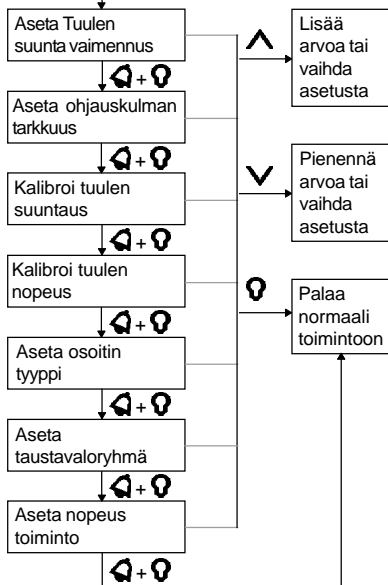 Aseta Tuulen
suunta vaimennus
+
Aseta ohjauskulman
tarkkuus
+
Kalibroi tuulen
suuntaus
+
Kalibroi tuulen
nopeus
+
Aseta osoitin
tyyppi
+
Aseta
taustavaloryhmä
+
Aseta nopeus
toiminto
+
Lisää
arvoa tai
vaihda
asetusta
Pienennä
arvoa tai
vaihda
asetusta
Palaa
normaali
toimintoon